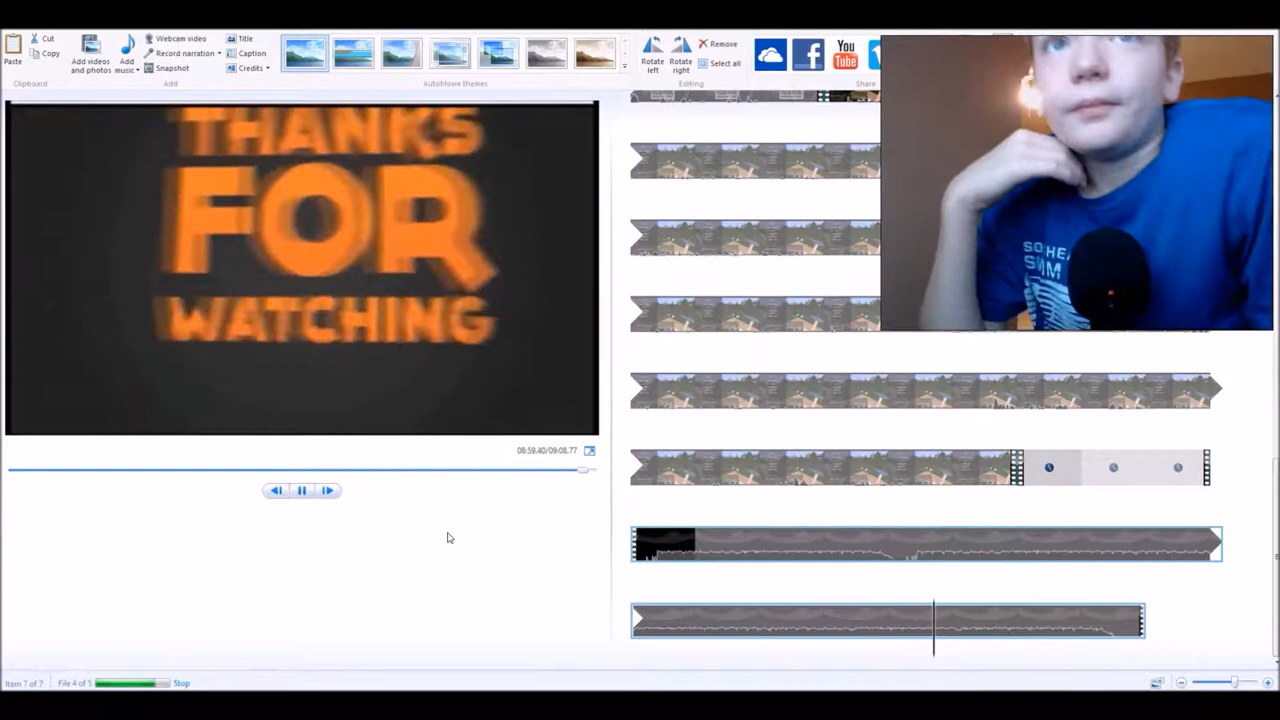 Paste
Cut
Copy
Clipboard
Add videos
and photos
Add
music
Webcam video
Record narration
Snapshot
Add
Title
Caption
Credits
AutoMovie themes
Rotate
left
Rotate
right
Remove
Select all
Editing
f
You
Tube
Share
THANKS
FOR
WATCHING
08:59.40/09:08.77
Item 7 of 7
File 4 of 5
Stop